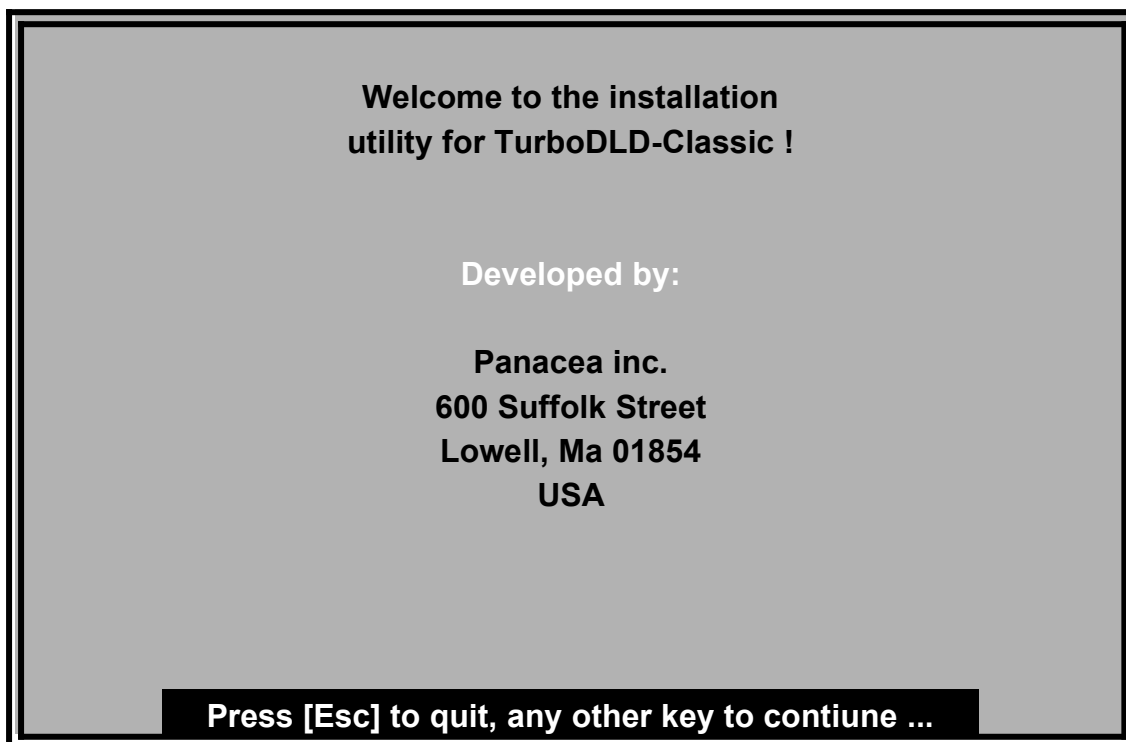 Welcome to the installation
utility for TurboDLD-Classic !
Developed by:
Panacea inc.
600 Suffolk Street
Lowell, Ma 01854
USA
Press [Esc] to quit, any other key to contiune ...